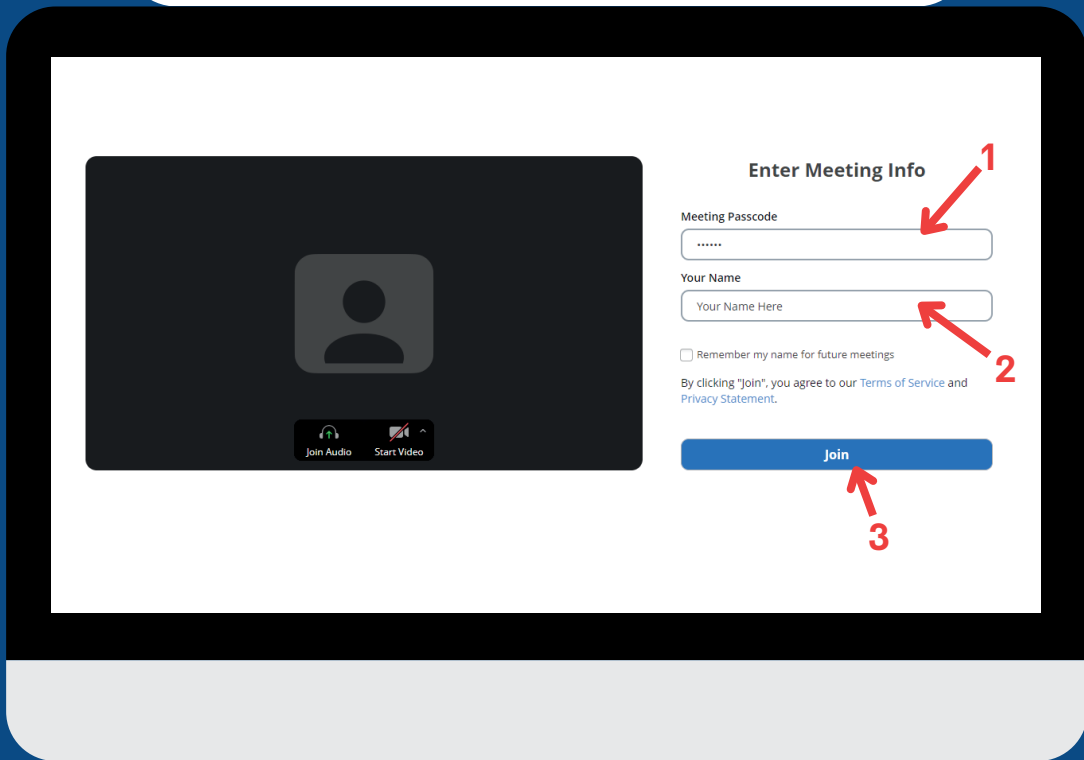 Enter Meeting Info
1
Meeting Passcode
••••••
Your Name
Your Name Here
Remember my name for future meetings
2
By clicking "Join", you agree to our Terms of Service and
Privacy Statement.
Join Audio
Start Video
Join
3